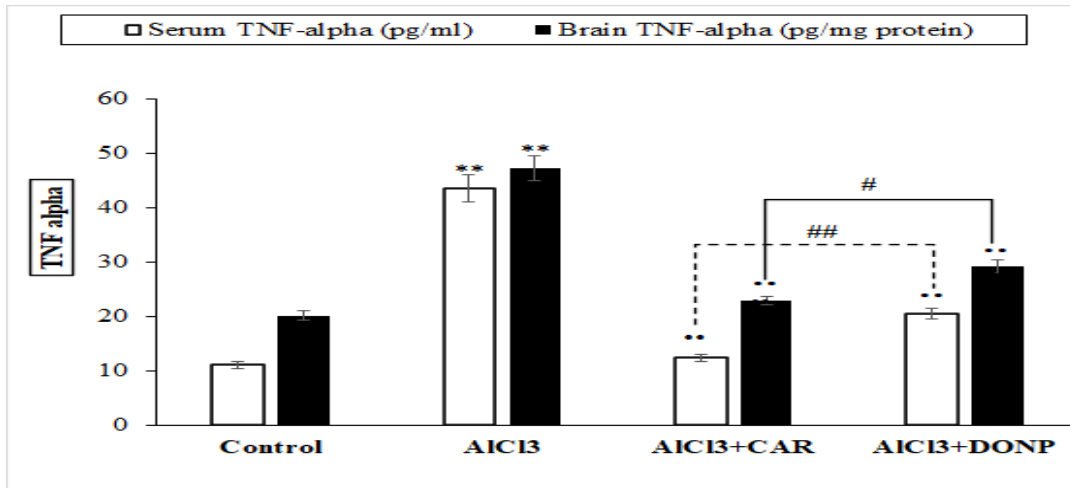 Serum TNF-alpha (pg/ml) Brain TNF-alpha (pg/mg protein)
TNF alpha
60
50
40
30
20
10
0
** **
#
##
•• •• •• ••
Control AlCl3 AlCl3+CAR AlCl3+DONP